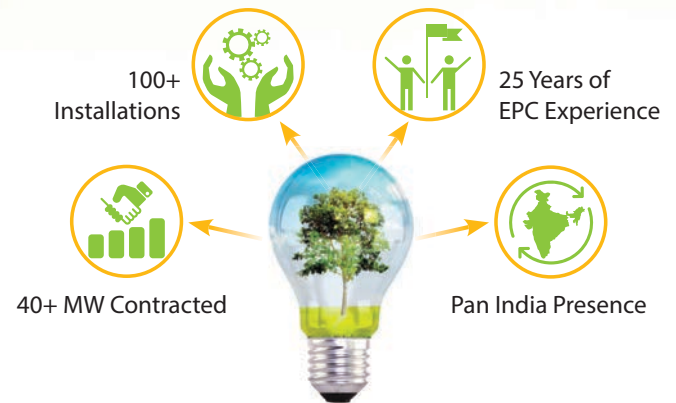 100+
Installations
25 Years of
EPC Experience
40+ MW Contracted
Pan India Presence